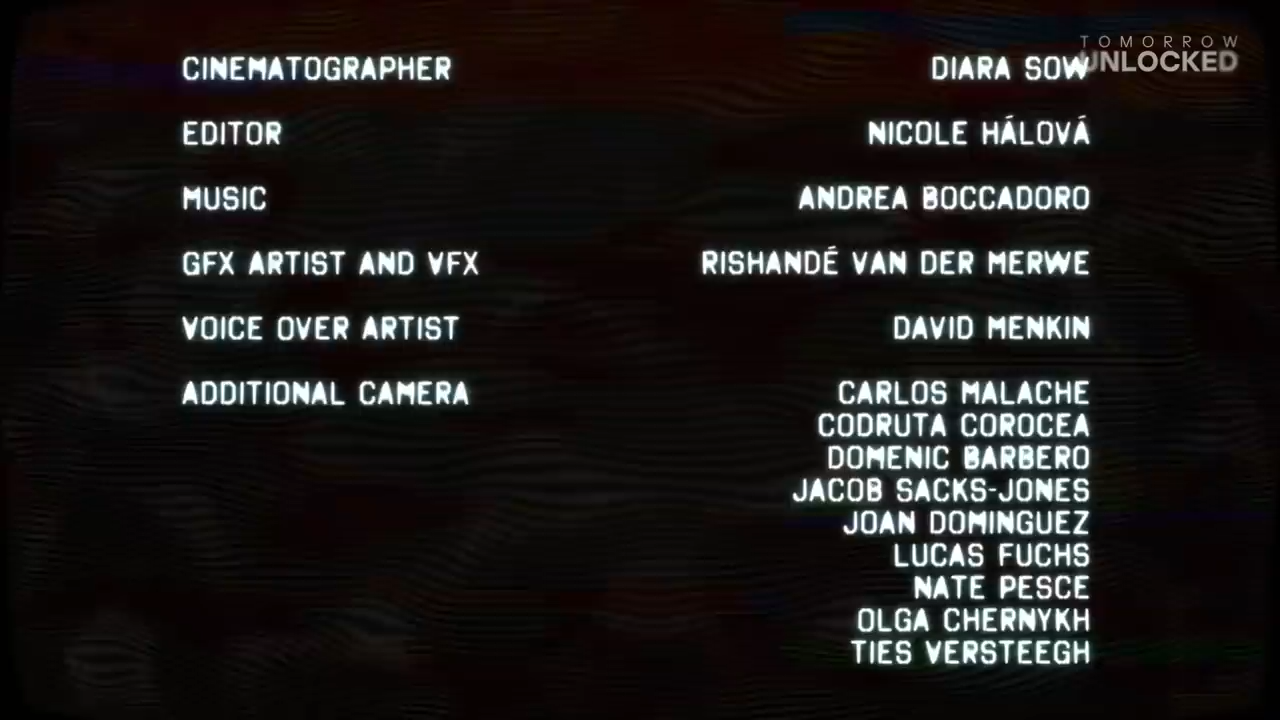 TOMORROW
UNLOCKED
CINEMATOGRAPHER DIARA SOW
EDITOR NICOLE HÁLOVÁ
MUSIC ANDREA BOCCADORO
GFX ARTIST AND VFX RISHANDÉ VAN DER MERWE
VOICE OVER ARTIST DAVID MENKIN
ADDITIONAL CAMERA CARLOS MALACHE
CODRUTA COROCEA
DOMENIC BARBERO
JACOB SACKS-JONES
JOAN DOMINGUEZ
LUCAS FUCHS
NATE PESCE
OLGA CHERNYKH
TIES VERSTEEGH